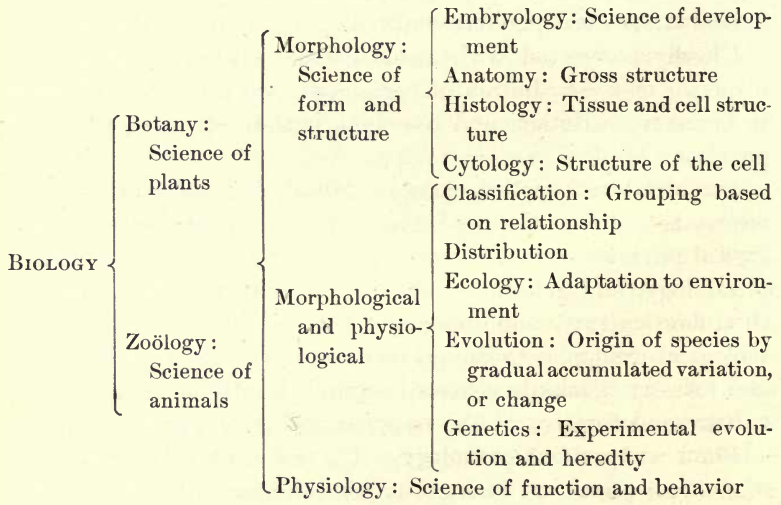 BIOLOGY
Botany:
Science of
plants
Zoölogy:
Science of
animals
Morphology:
Science of
form and
structure
Embryology: Science of develop-
ment
Anatomy: Gross structure
Histology: Tissue and cell struc-
ture
Cytology: Structure of the cell
Morphological
and physio-
logical
Classification: Grouping based
on relationship
Distribution
Ecology: Adaptation to environ-
ment
Evolution: Origin of species by
gradual accumulated variation,
or change
Genetics: Experimental evolu-
tion and heredity
Physiology: Science of function and behavior